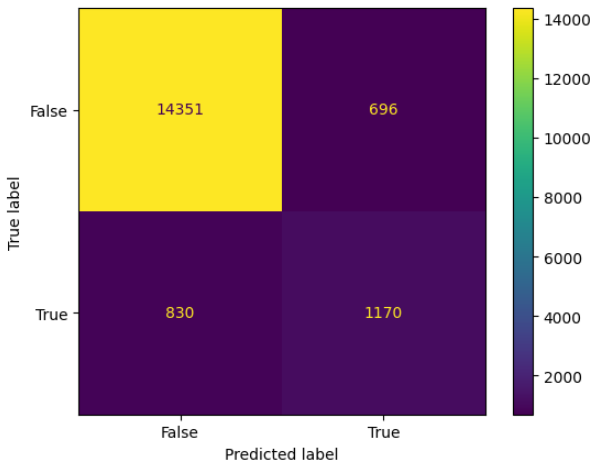 14000
False
14351
696
12000
10000
True label
8000
6000
True
830
1170
4000
2000
False
True
Predicted label